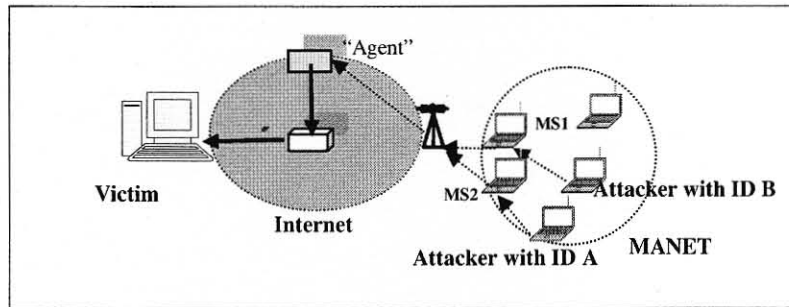 “Agent”
MS1
MS2
Attacker with ID B
Victim
Internet
Attacker with ID A
MANET